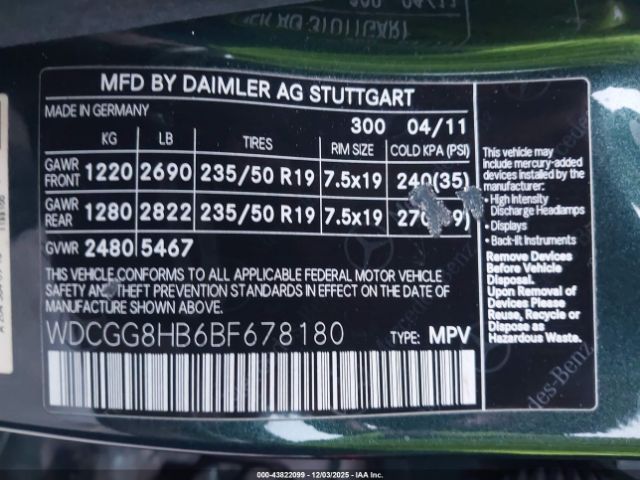 MFD BY DAIMLER AG STUTTGART
MADE IN GERMANY 300 04/11
KG LB TIRES RIM SIZE COLD KPA (PSI)
GAWR FRONT 1220 2690 235/50 R19 7.5x19 240(35)
GAWR REAR 1280 2822 235/50 R19 7.5x19 270( 9)
GVWR 2480 5467
THIS VEHICLE CONFORMS TO ALL APPLICABLE FEDERAL MOTOR VEHICLE
SAFETY AND THEFT PREVENTION STANDARDS IN EFFECT ON THE DATE OF
MANUFACTURE SHOWN ABOVE.
WDCGG8HB6BF678180 TYPE: MPV
This vehicle may
include mercury-added
devices installed by the
manufacturer:
• High Intensity
Discharge Headlamps
• Displays
• Back-lit Instruments
Remove Devices
Before Vehicle
Disposal.
Upon Removal of
Devices Please
Reuse, Recycle or
Dispose as
Hazardous Waste.
000-43822099 - 12/03/2025 - IAA Inc.